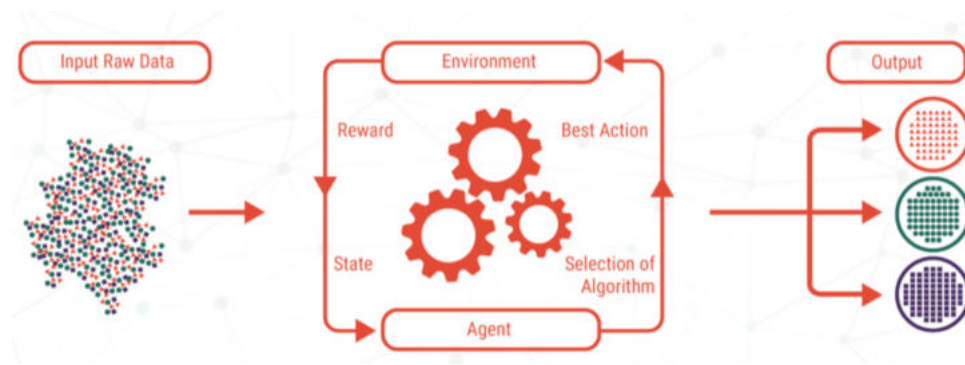 Input Raw Data
Environment
Output
Reward
Best Action
State
Selection of
Algorithm
Agent